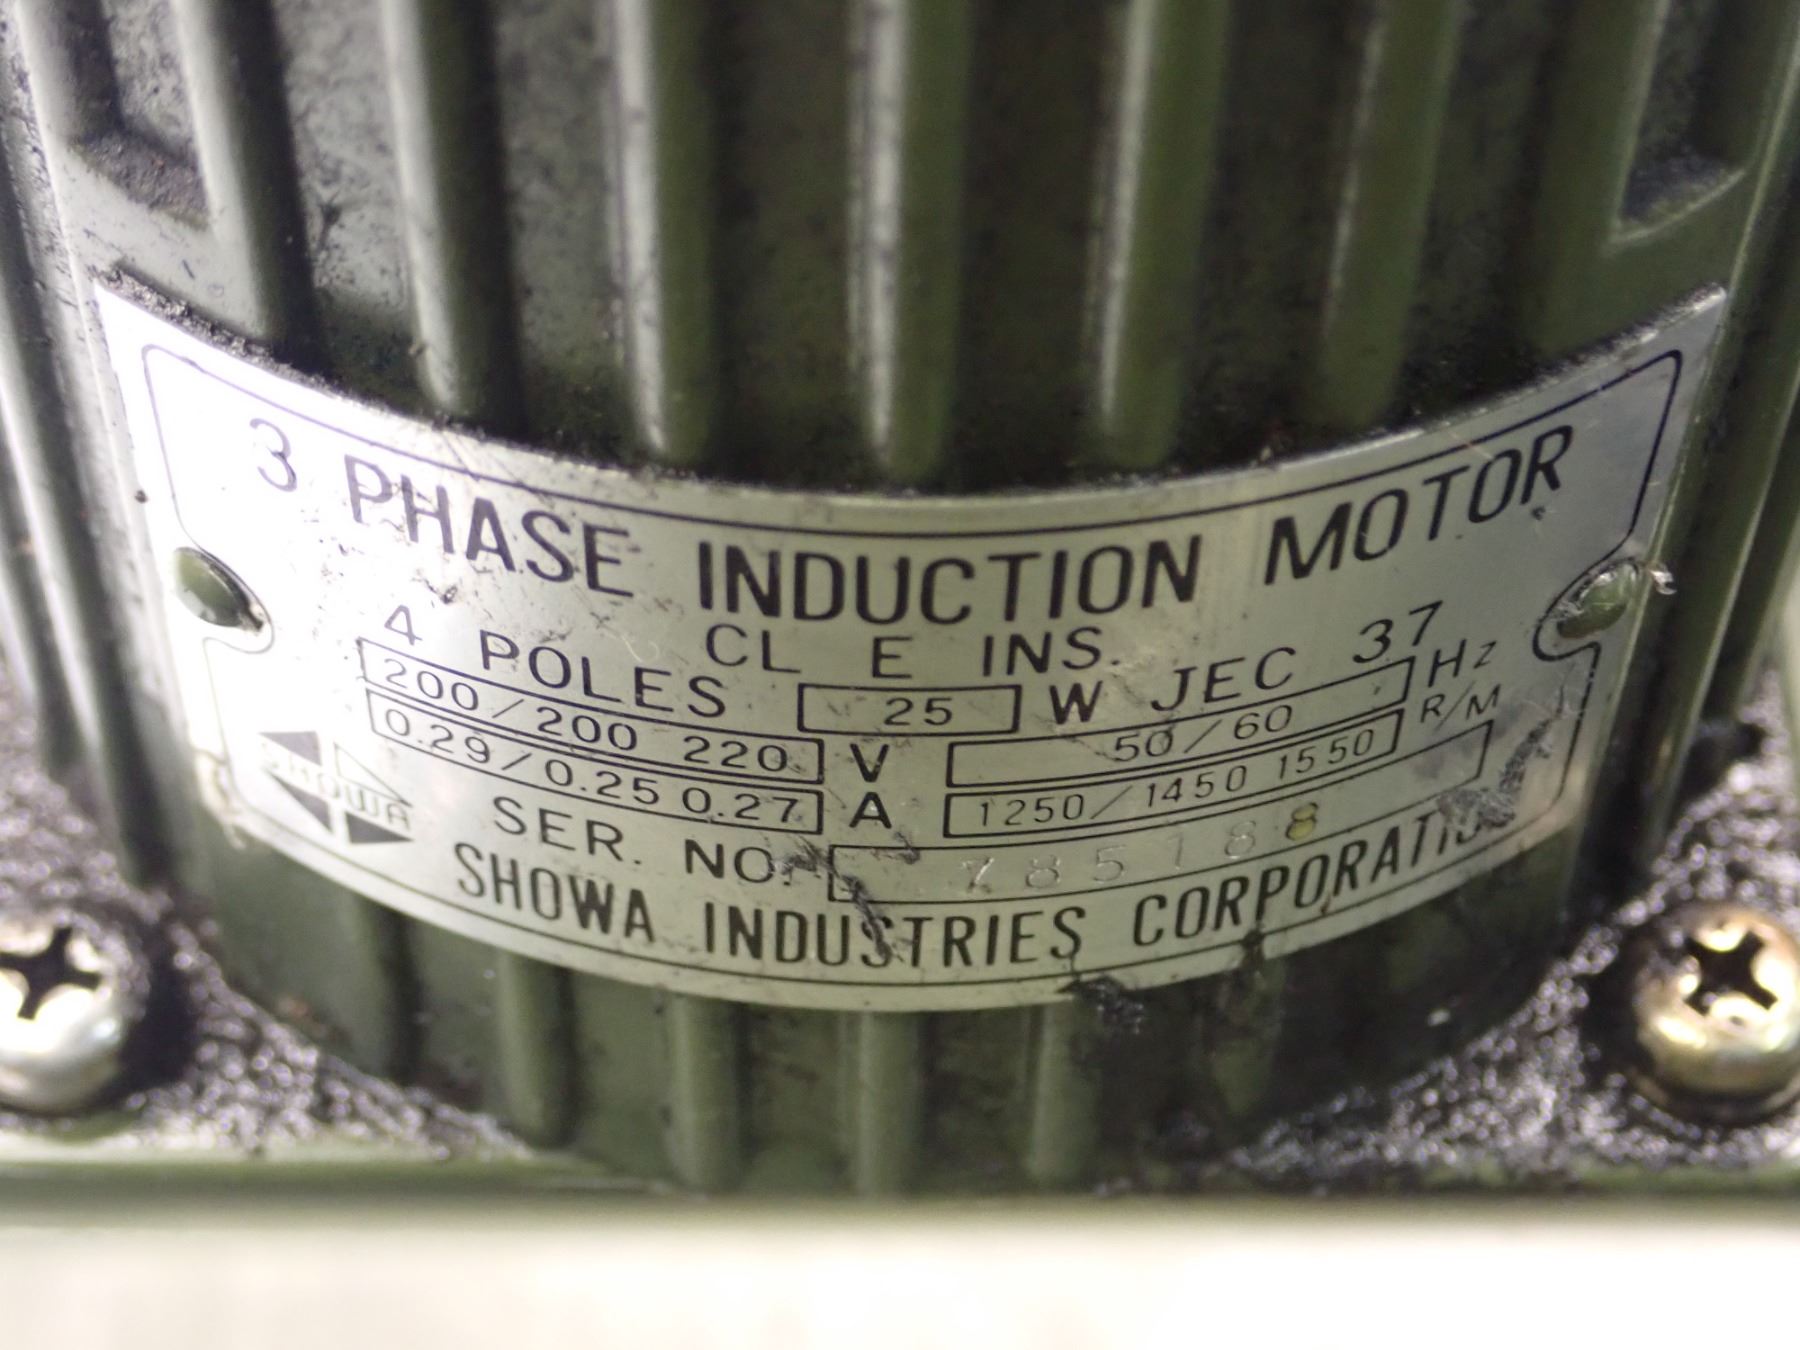 3 PHASE INDUCTION MOTOR
CL E INS.
4 POLES 25 W JEC 37
200/200 220 V 50/60 Hz
0.29/0.25 0.27 A 1250/1450 1550 R/M
SER. NO. 785188
SHOWA
SHOWA INDUSTRIES CORPORATION